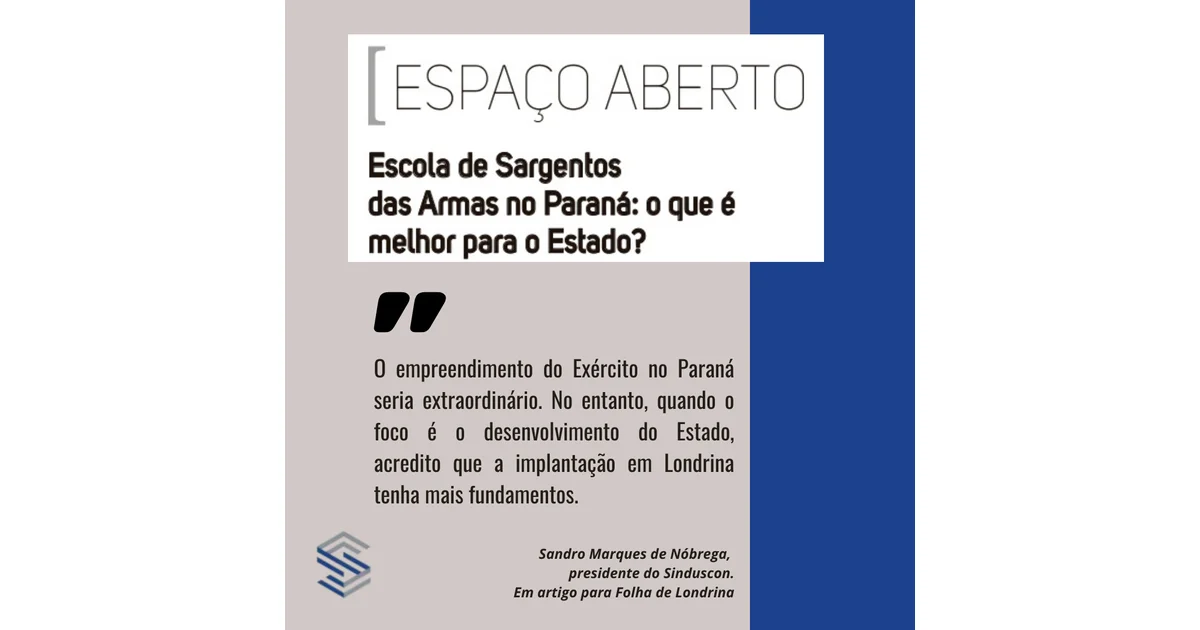 [ESPAÇO ABERTO
Escola de Sargentos
das Armas no Paraná: o que é
melhor para o Estado?
"
O empreendimento do Exército no Paraná
seria extraordinário. No entanto, quando o
foco é o desenvolvimento do Estado,
acredito que a implantação em Londrina
tenha mais fundamentos.
Sandro Marques de Nóbrega,
presidente do Sinduscon.
Em artigo para Folha de Londrina